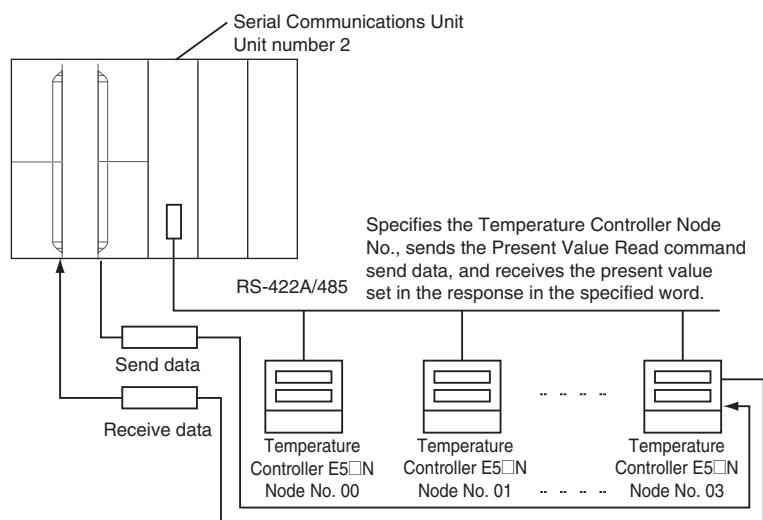 Serial Communications Unit
Unit number 2
Specifies the Temperature Controller Node
No., sends the Present Value Read command
send data, and receives the present value
set in the response in the specified word.
RS-422A/485
Send data
Receive data
Temperature
Controller E5□N
Node No. 00
Temperature
Controller E5□N
Node No. 01
Temperature
Controller E5□N
Node No. 03